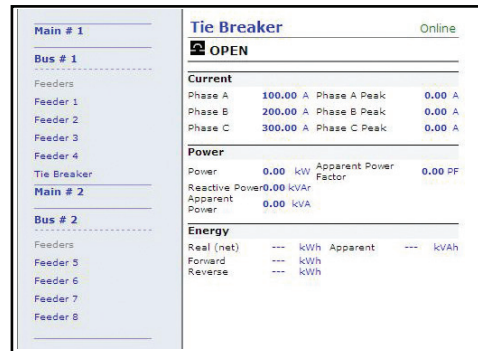 Main # 1
Bus # 1
Feeders
Feeder 1
Feeder 2
Feeder 3
Feeder 4
Tie Breaker
Main # 2
Bus # 2
Feeders
Feeder 5
Feeder 6
Feeder 7
Feeder 8
Tie Breaker Online
OPEN
Current
Phase A 100.00 A Phase A Peak 0.00 A
Phase B 200.00 A Phase B Peak 0.00 A
Phase C 300.00 A Phase C Peak 0.00 A
Power
Power 0.00 kW Apparent Power Factor 0.00 PF
Reactive Power 0.00 kVAr
Apparent Power 0.00 kVA
Energy
Real (net) --- kWh Apparent --- kVAh
Forward --- kWh
Reverse --- kWh